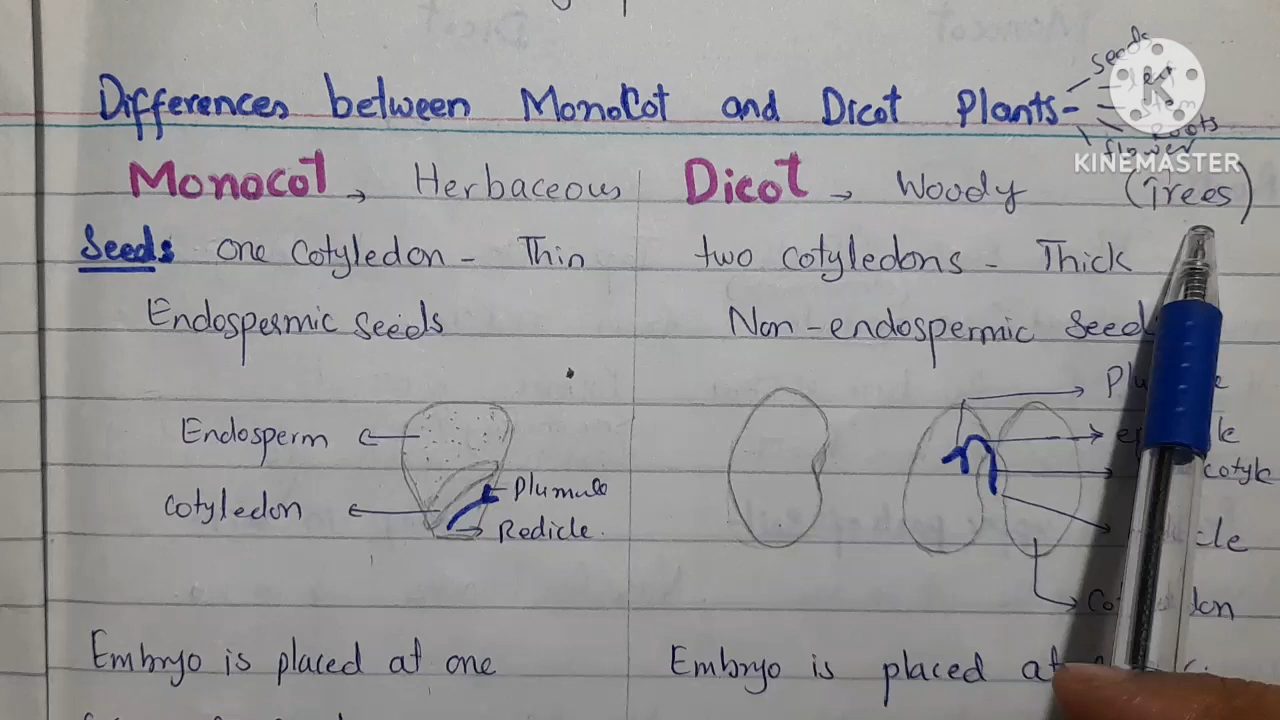 Differences between Monocot and Dicot Plants-
Seeds
Roots
flower
KINEMASTER
Monocot → Herbaceous
Dicot → Woody (Trees)
Seeds one Cotyledon - Thin
two cotyledons - Thick
Endospermic seeds
Non-endospermic Seed
Endosperm
Cotyledon
Plumule
Redicle.
Embryo is placed at one
Embryo is placed at